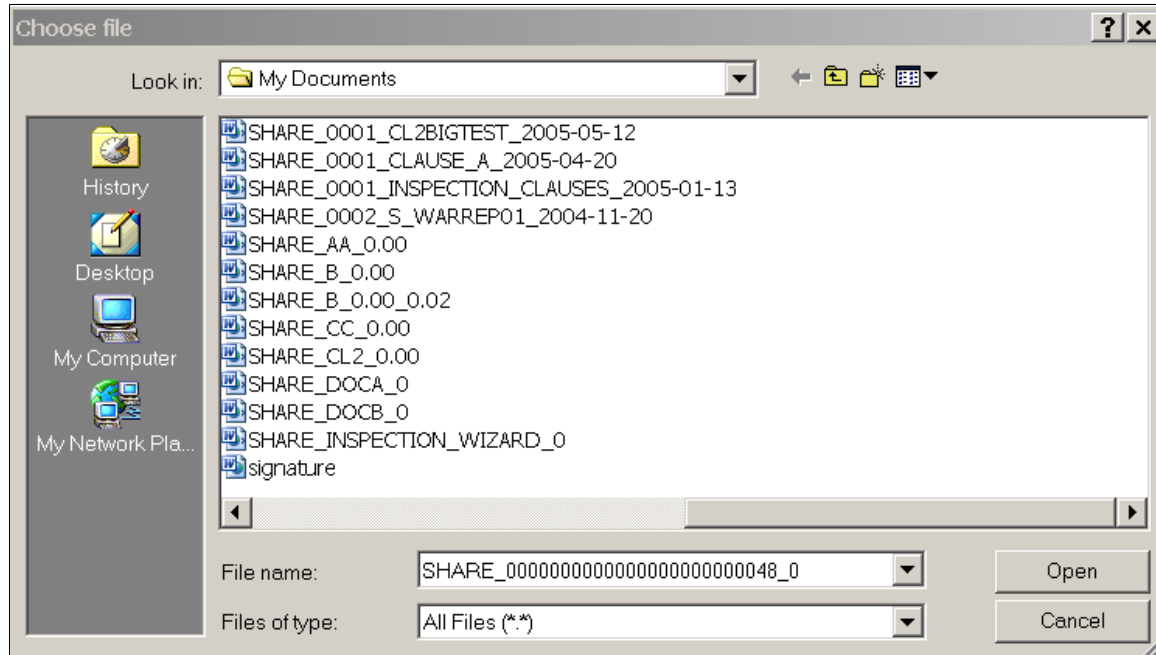 Choose file
Look in: My Documents
History
Desktop
My Computer
My Network Pla...
SHARE_0001_CL2BIGTEST_2005-05-12
SHARE_0001_CLAUSE_A_2005-04-20
SHARE_0001_INSPECTION_CLAUSES_2005-01-13
SHARE_0002_S_WARREP01_2004-11-20
SHARE_AA_0.00
SHARE_B_0.00
SHARE_B_0.00_0.02
SHARE_CC_0.00
SHARE_CL2_0.00
SHARE_DOCA_0
SHARE_DOCB_0
SHARE_INSPECTION_WIZARD_0
signature
File name: SHARE_0000000000000000000000048_0 Open
Files of type: All Files (*.*) Cancel